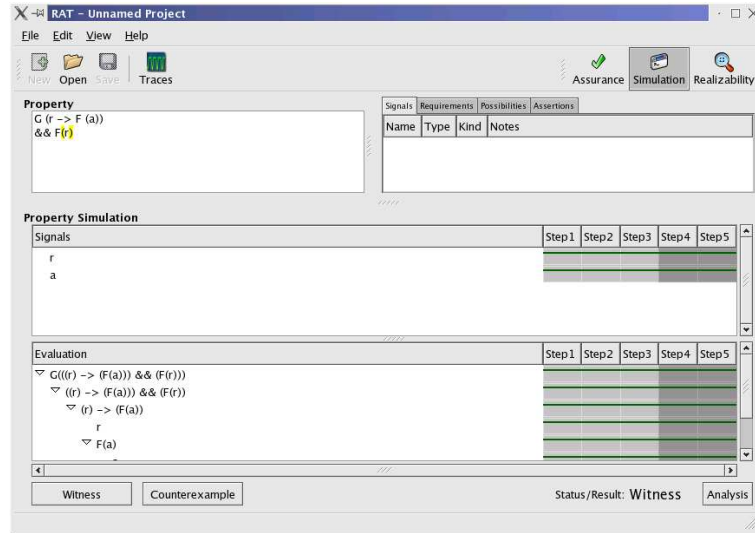 RAT - Unnamed Project
File Edit View Help
New Open Save Traces Assurance Simulation Realizability
Property
G (r -> F (a))
&& F(r)
Signals Requirements Possibilities Assertions
Name Type Kind Notes
Property Simulation
Signals Step1 Step2 Step3 Step4 Step5
r
a
Evaluation Step1 Step2 Step3 Step4 Step5
G(((r) -> (F(a))) && (F(r)))
((r) -> (F(a))) && (F(r))
(r) -> (F(a))
r
F(a)
Witness Counterexample Status/Result: Witness Analysis